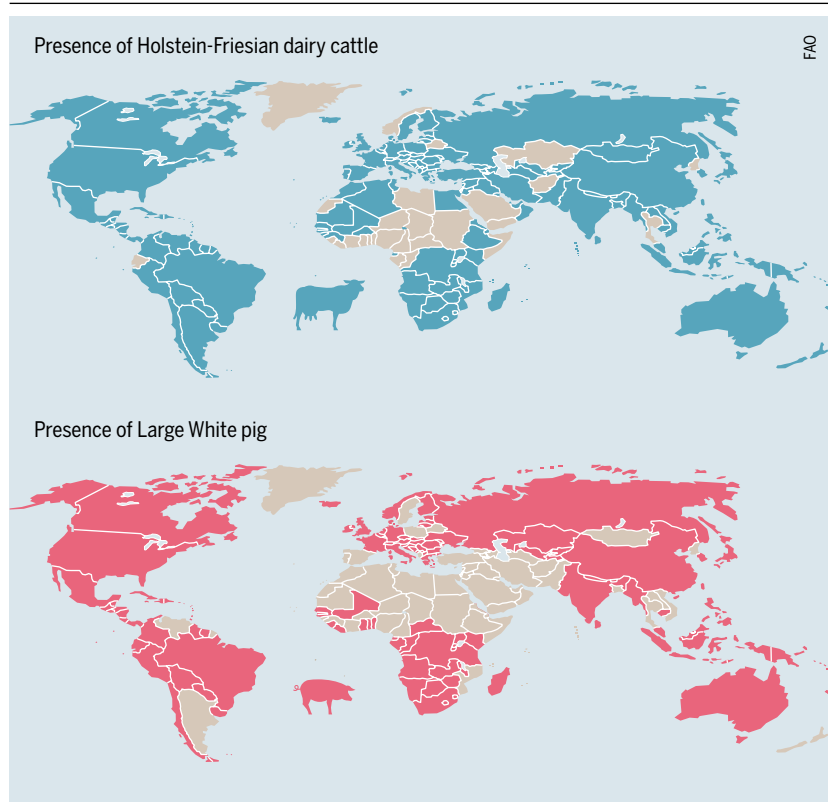 Presence of Holstein-Friesian dairy cattle
FAO
Presence of Large White pig